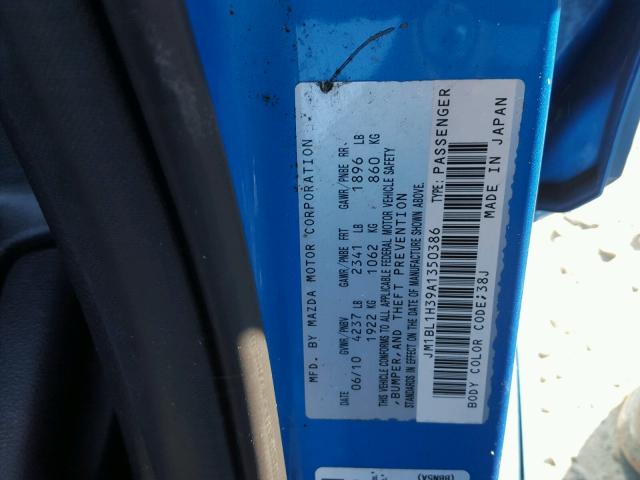 MFD. BY MAZDA MOTOR CORPORATION
DATE GVWR/PNBV GAWR/PNBE FRT GAWR/PNBE RR.
06/10 4237 LB 2341 LB 1896 LB
1922 KG 1062 KG 860 KG
THIS VEHICLE CONFORMS TO ALL APPLICABLE FEDERAL MOTOR VEHICLE SAFETY
,BUMPER,AND THEFT PREVENTION
STANDARDS IN EFFECT ON THE DATE OF MANUFACTURE SHOWN ABOVE.
JM1BL1H39A1350386 TYPE: PASSENGER
BODY COLOR CODE;38J MADE IN JAPAN
(BBN5A)